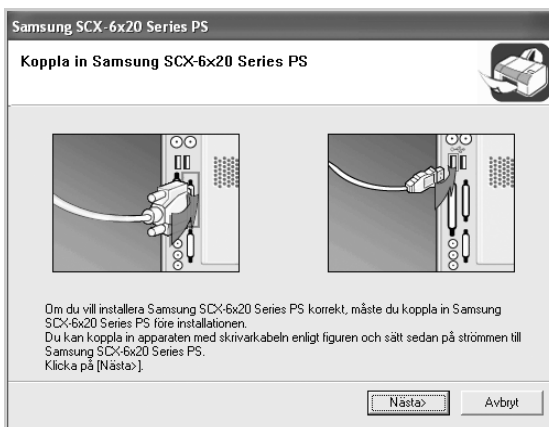 Samsung SCX-6x20 Series PS
Koppla in Samsung SCX-6x20 Series PS
Om du vill installera Samsung SCX-6x20 Series PS korrekt, måste du koppla in Samsung
SCX-6x20 Series PS före installationen.
Du kan koppla in apparaten med skrivarkabeln enligt figuren och sätt sedan på strömmen till
Samsung SCX-6x20 Series PS.
Klicka på [Nästa>].
Nästa>
Avbryt